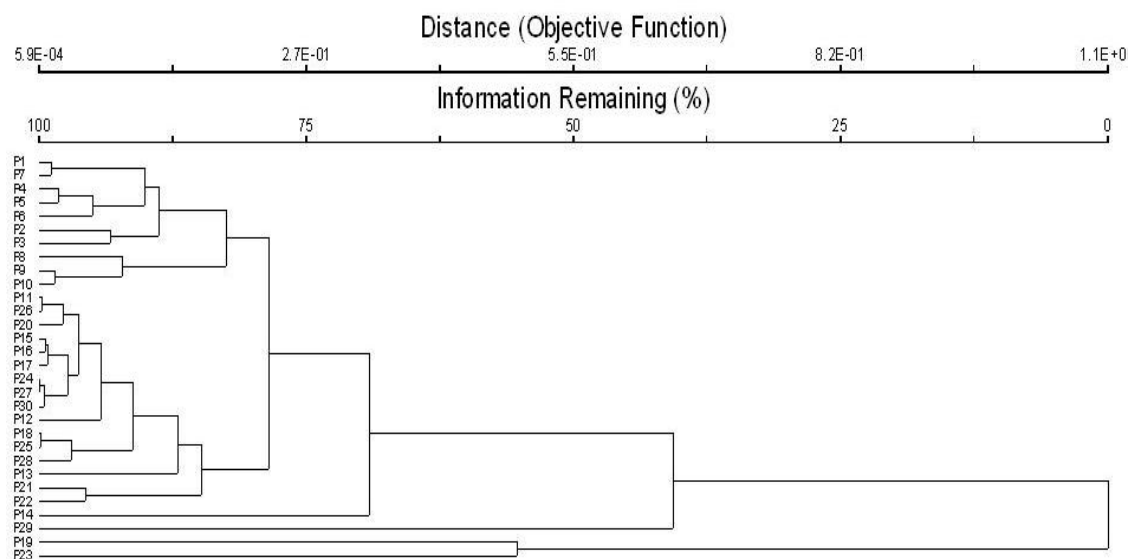 Distance (Objective Function)
5.9E-04 2.7E-01 5.5E-01 8.2E-01 1.1E+0
Information Remaining (%)
100 75 50 25 0
P1
P7
P4
P5
P6
P2
P3
P8
P9
P10
P11
P26
P20
P15
P16
P17
P24
P27
P30
P12
P18
P25
P28
P13
P21
P22
P14
P29
P19
P23